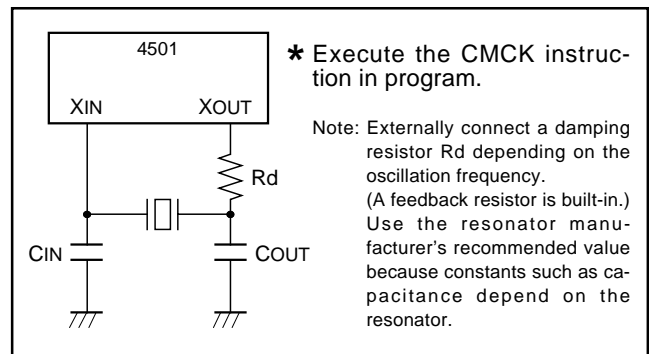 4501
XIN
XOUT
Rd
CIN
COUT
* Execute the CMCK instruc-
tion in program.
Note: Externally connect a damping
resistor Rd depending on the
oscillation frequency.
(A feedback resistor is built-in.)
Use the resonator manu-
facturer's recommended value
because constants such as ca-
pacitance depend on the
resonator.